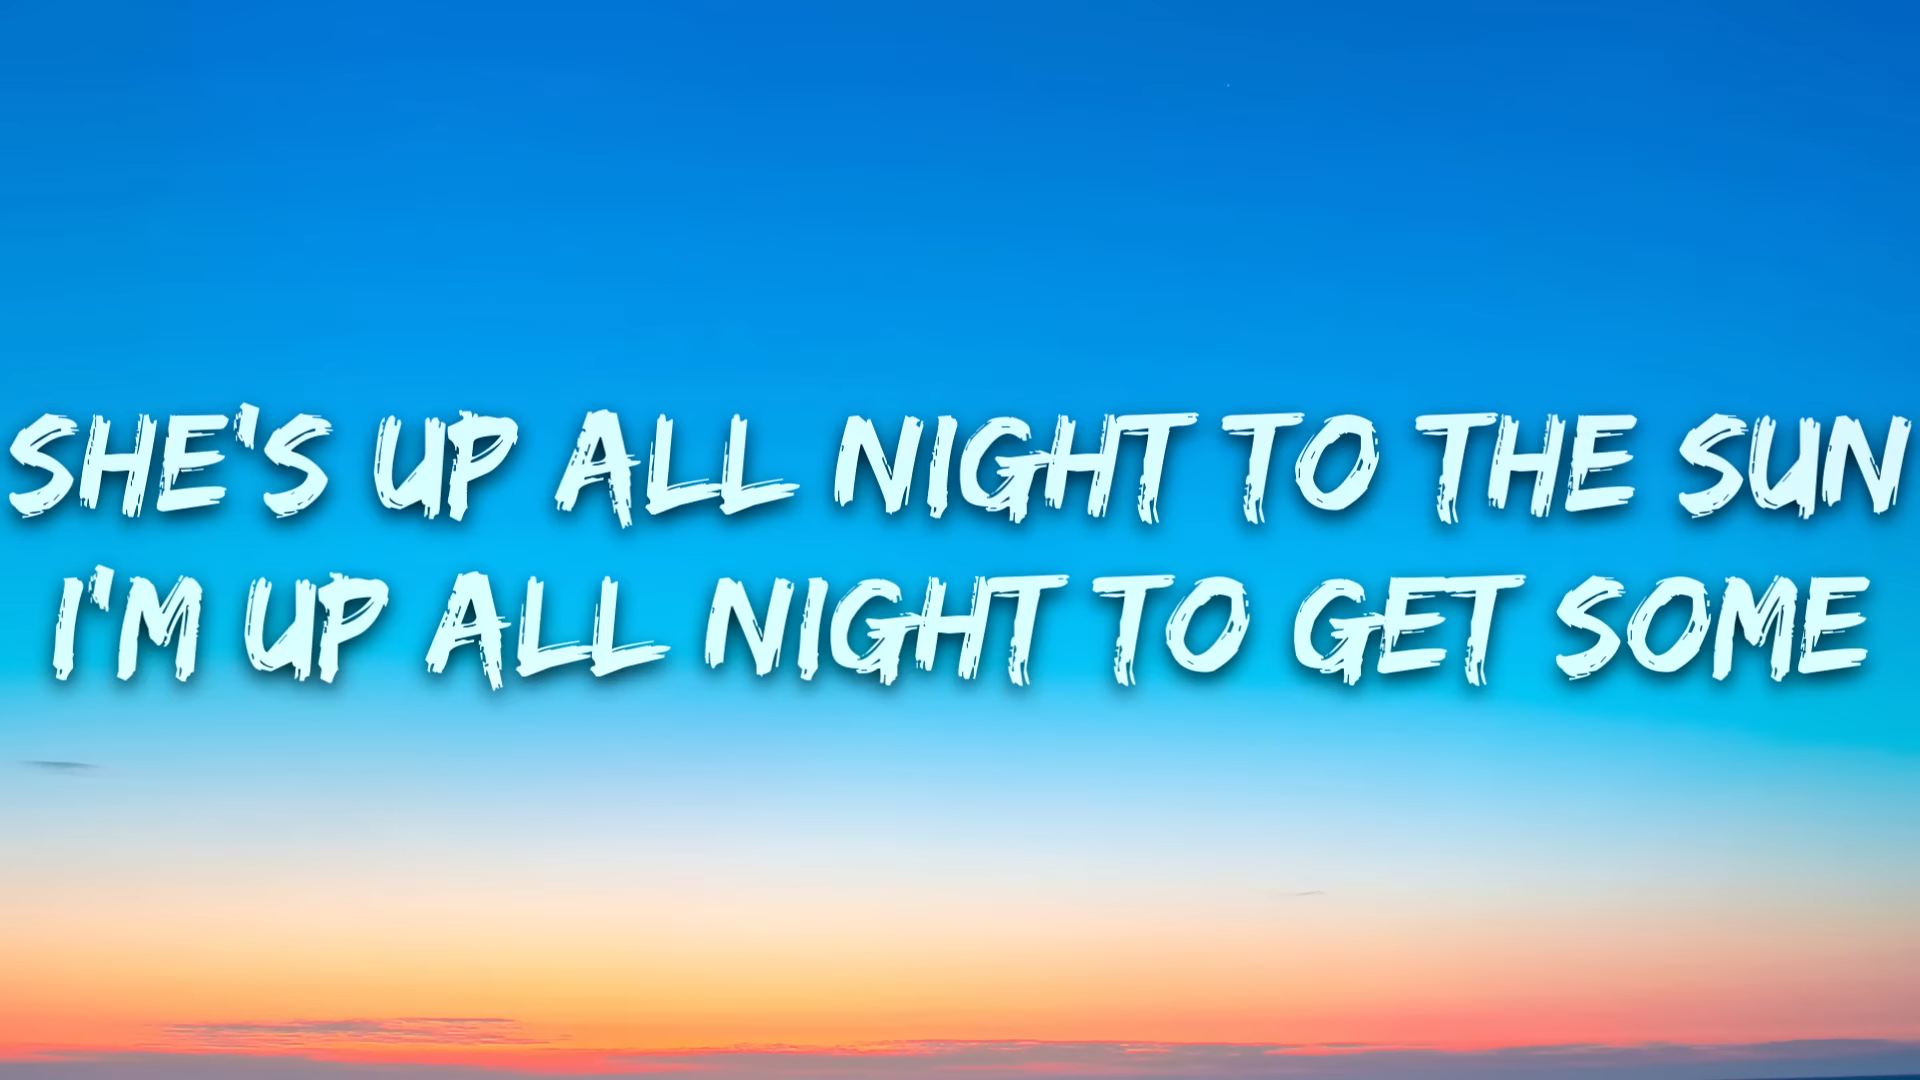 SHE'S UP ALL NIGHT TO THE SUN
I'M UP ALL NIGHT TO GET SOME